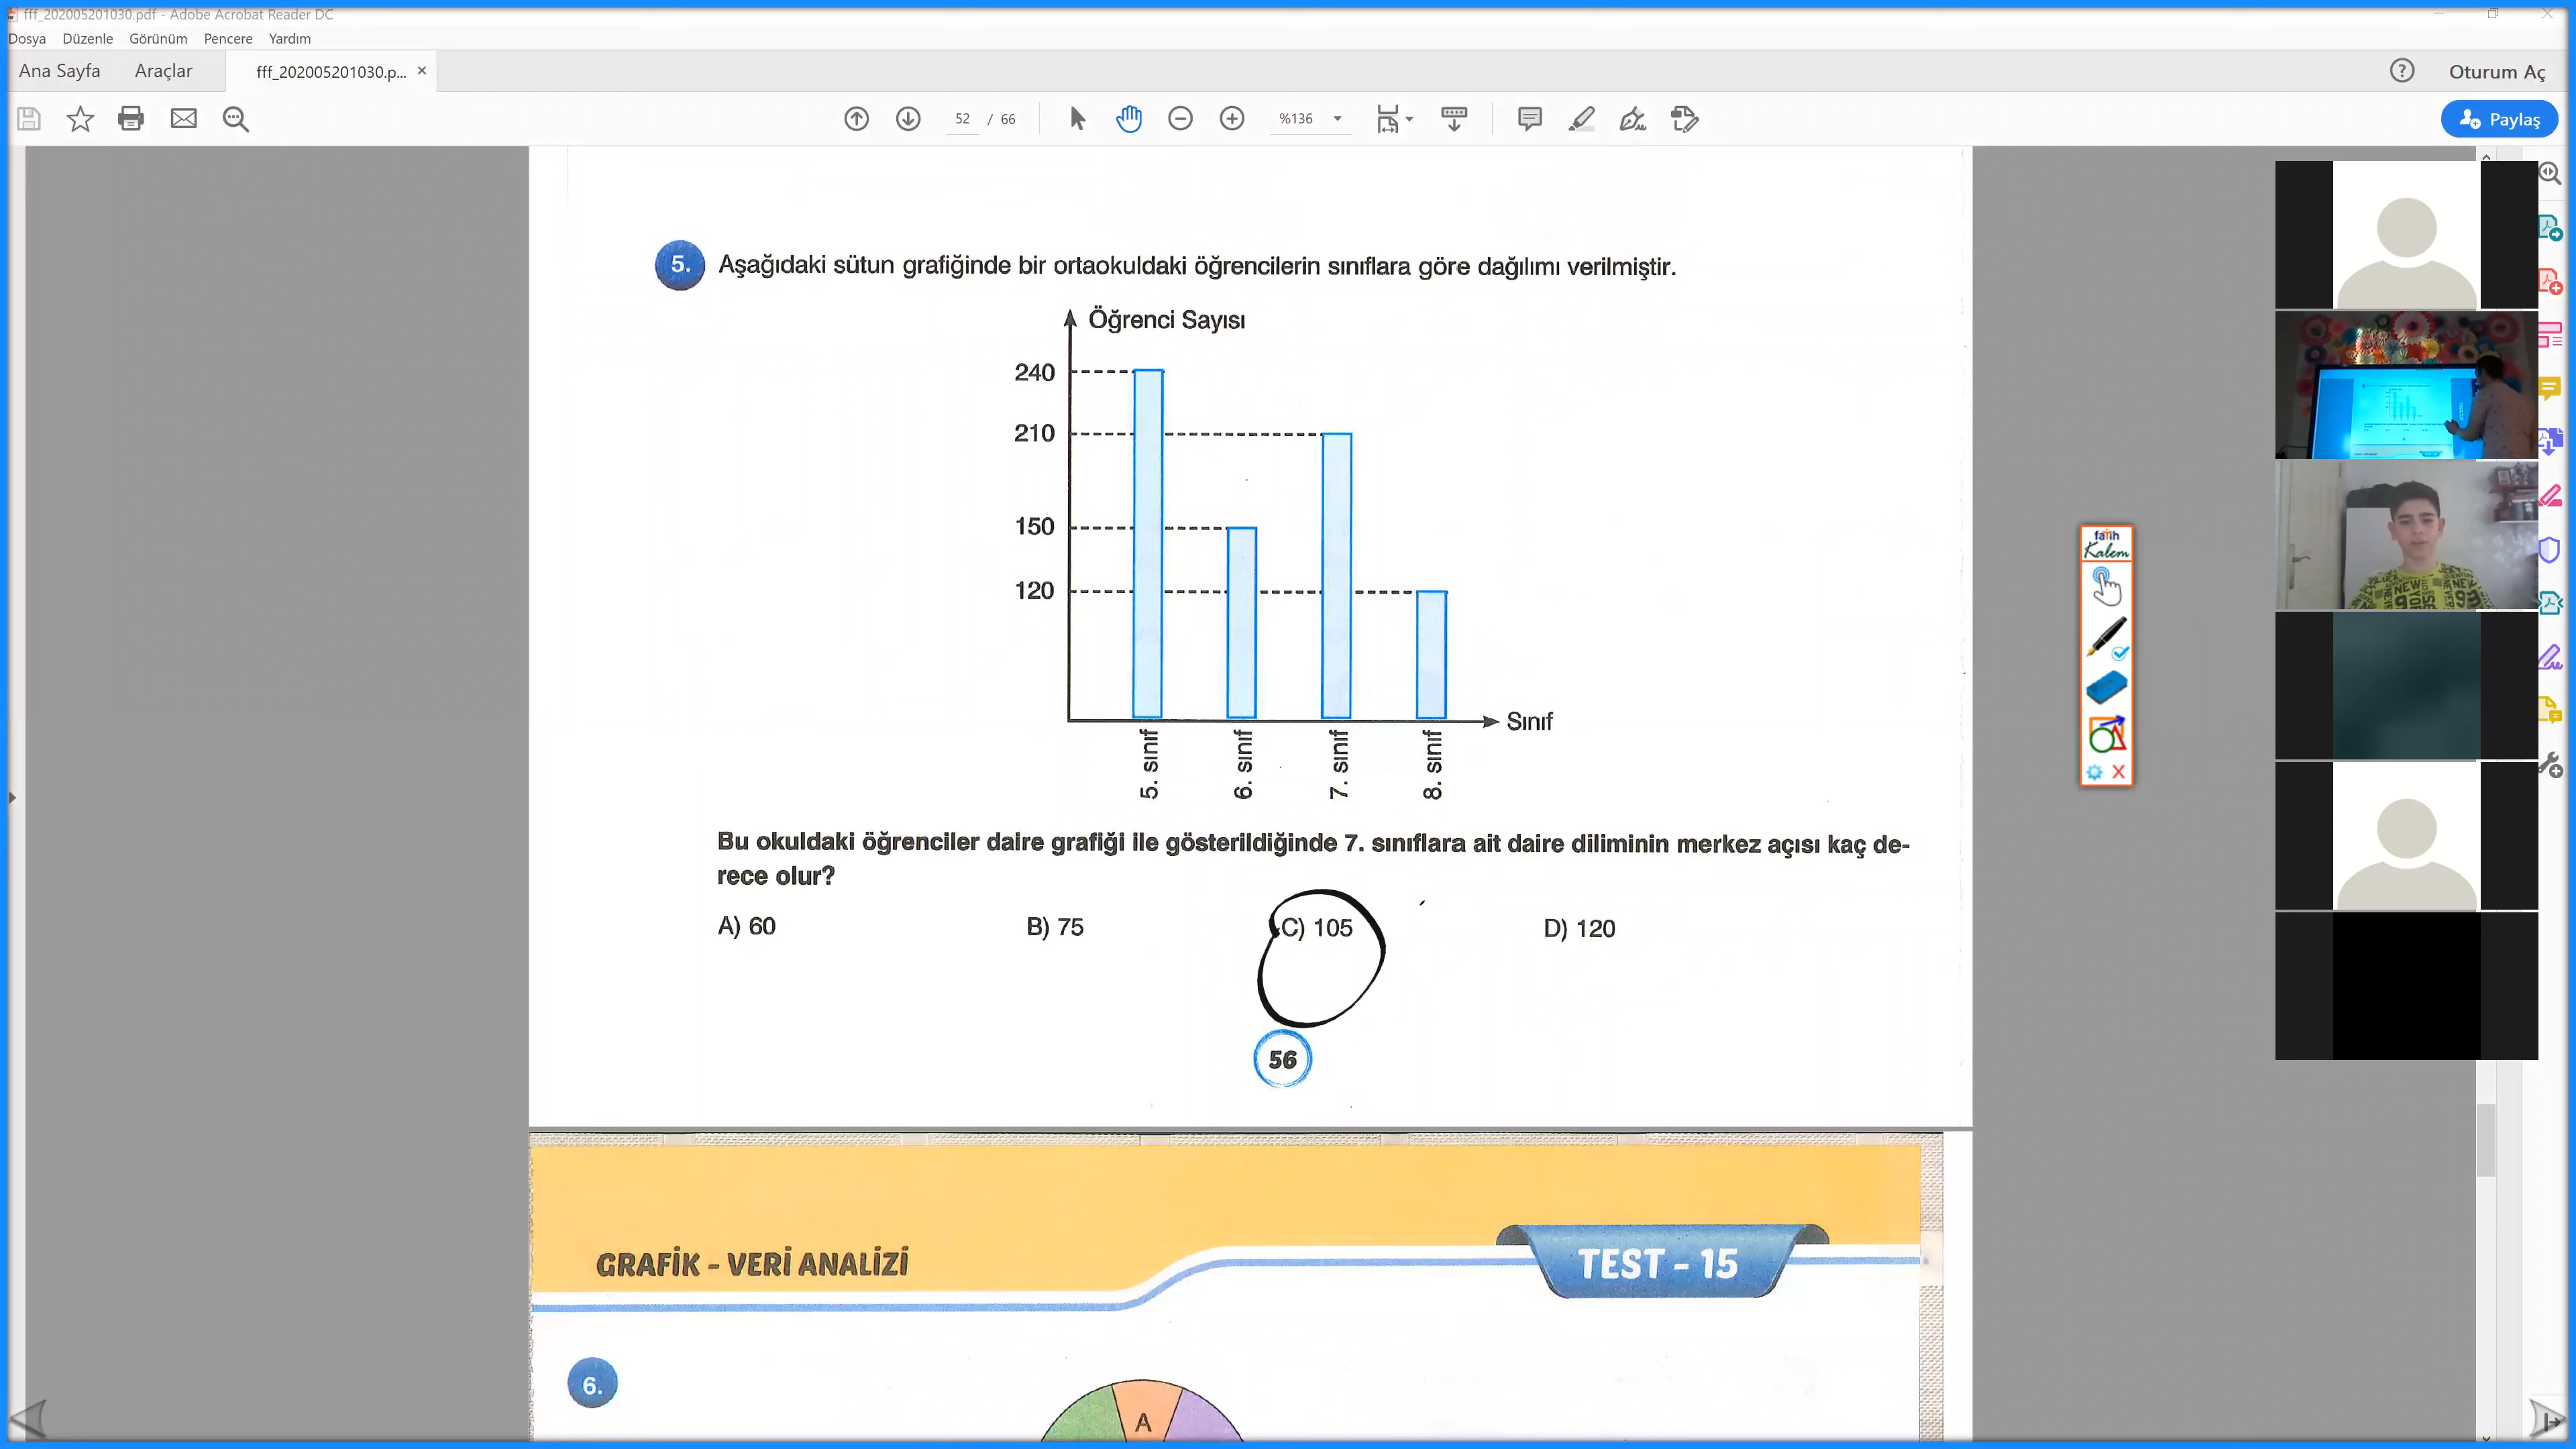 fff_202005201030.pdf - Adobe Acrobat Reader DC
Dosya Düzenle Görünüm Pencere Yardım
Ana Sayfa Araçlar fff_202005201030.p... × Oturum Aç
52 / 66 %136 Paylaş
5. Aşağıdaki sütun grafiğinde bir ortaokuldaki öğrencilerin sınıflara göre dağılımı verilmiştir.
Öğrenci Sayısı
240
210
150
120
Sınıf
5. sınıf
6. sınıf
7. sınıf
8. sınıf
Bu okuldaki öğrenciler daire grafiği ile gösterildiğinde 7. sınıflara ait daire diliminin merkez açısı kaç de-
rece olur?
A) 60 B) 75 C) 105 D) 120
56
GRAFİK - VERİ ANALİZİ TEST - 15
6.
A
fatih
Kalem